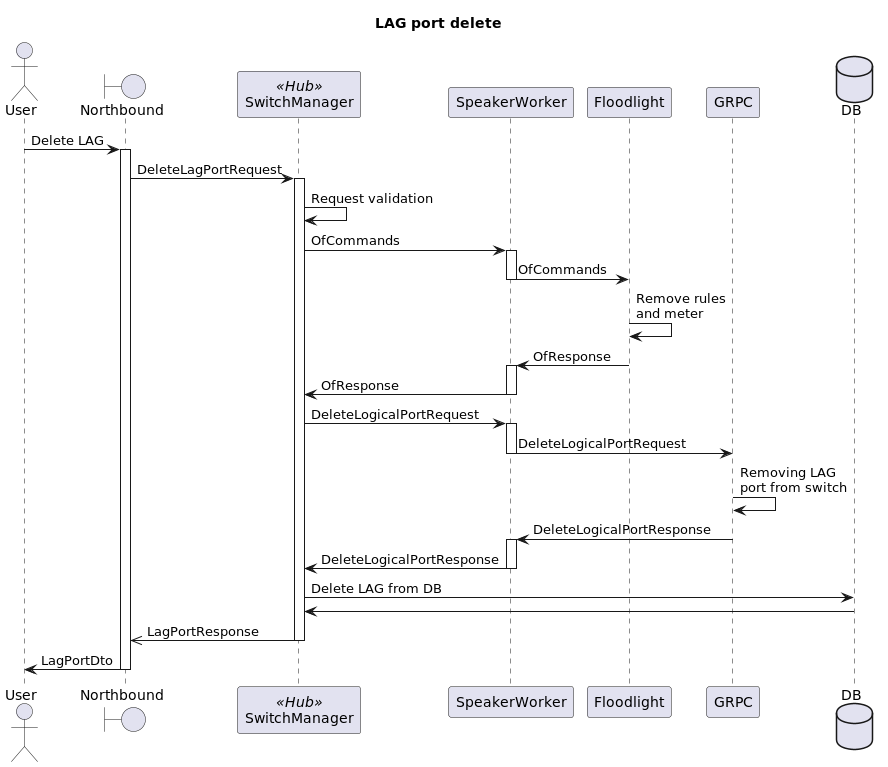 LAG port delete
User
Northbound
«Hub»
SwitchManager
SpeakerWorker
Floodlight
GRPC
DB
Delete LAG
DeleteLagPortRequest
Request validation
OfCommands
OfCommands
Remove rules
and meter
OfResponse
OfResponse
DeleteLogicalPortRequest
DeleteLogicalPortRequest
Removing LAG
port from switch
DeleteLogicalPortResponse
DeleteLogicalPortResponse
Delete LAG from DB
LagPortResponse
LagPortDto
User
Northbound
«Hub»
SwitchManager
SpeakerWorker
Floodlight
GRPC
DB